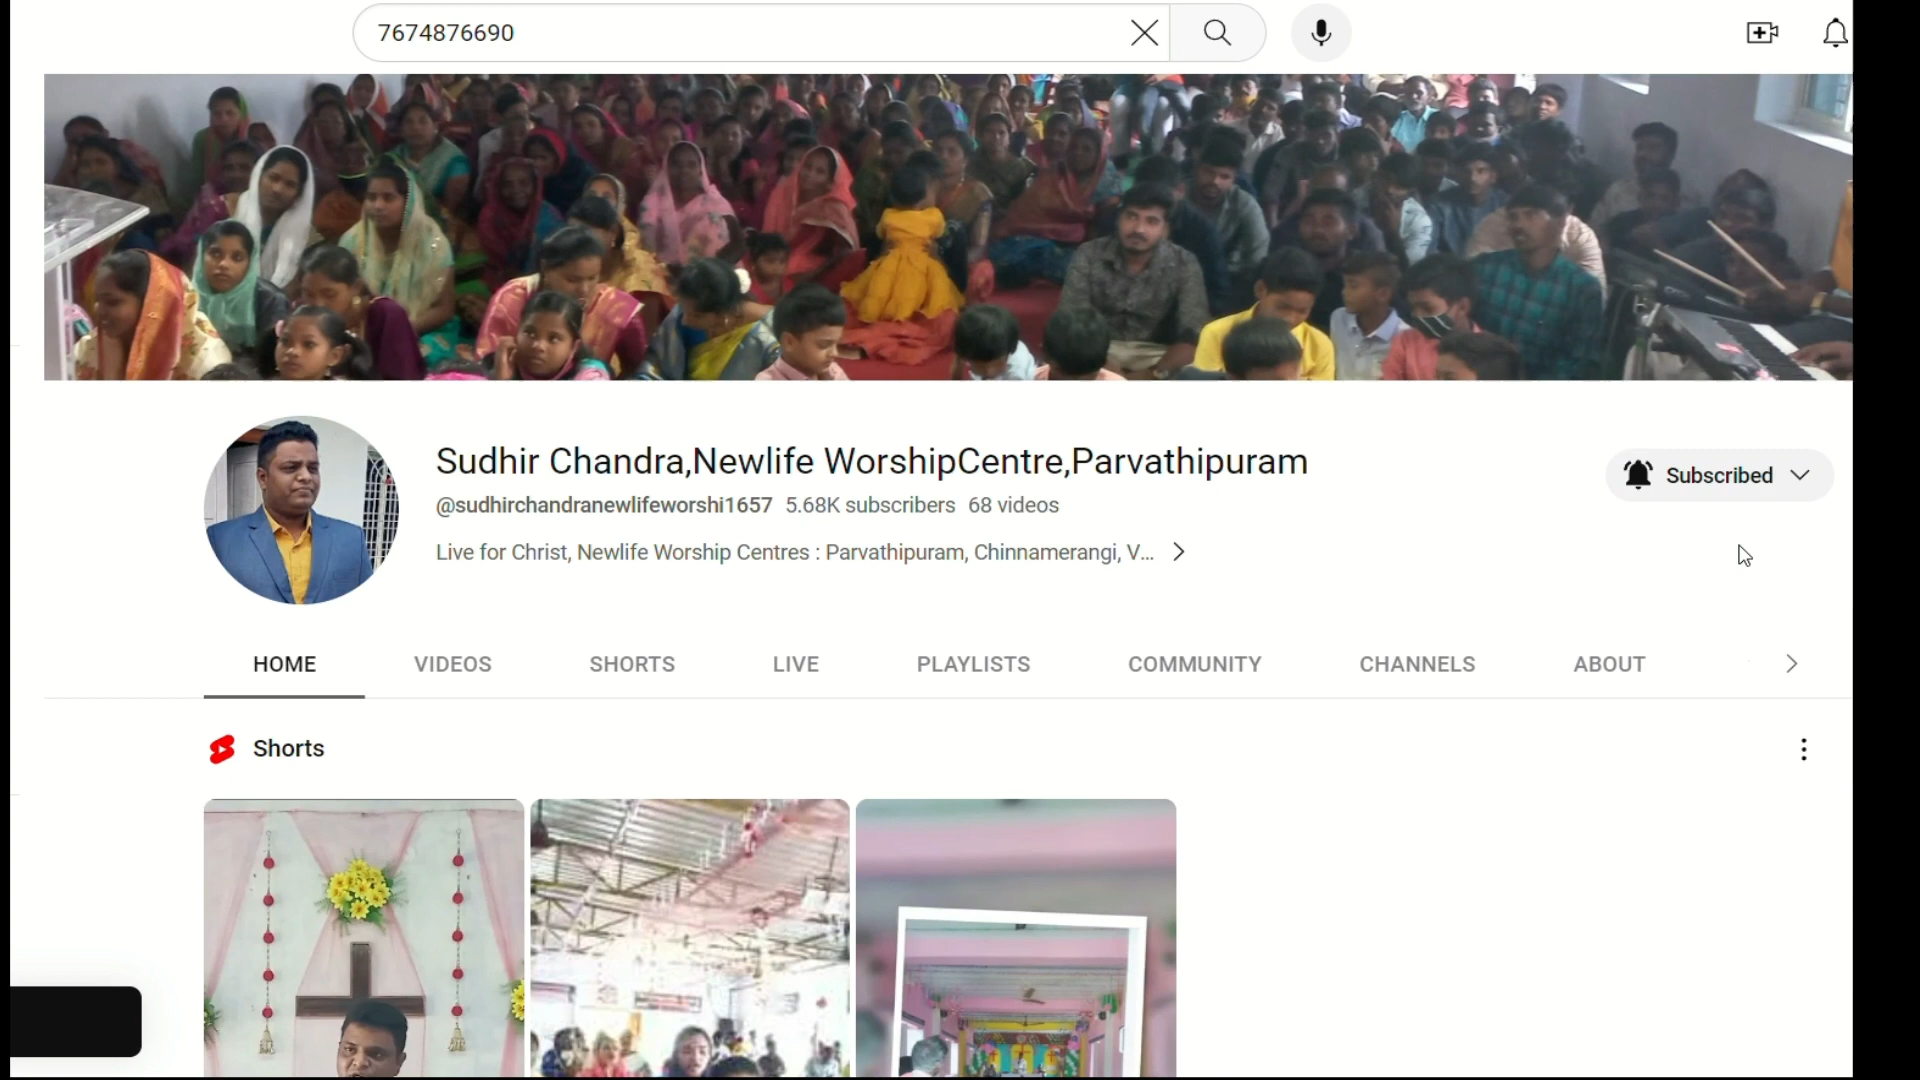 7674876690
Sudhir Chandra,Newlife WorshipCentre,Parvathipuram
@sudhirchandranewlifeworshi1657 5.68K subscribers 68 videos
Subscribed
Live for Christ, Newlife Worship Centres : Parvathipuram, Chinnamerangi, V...
HOME VIDEOS SHORTS LIVE PLAYLISTS COMMUNITY CHANNELS ABOUT
Shorts